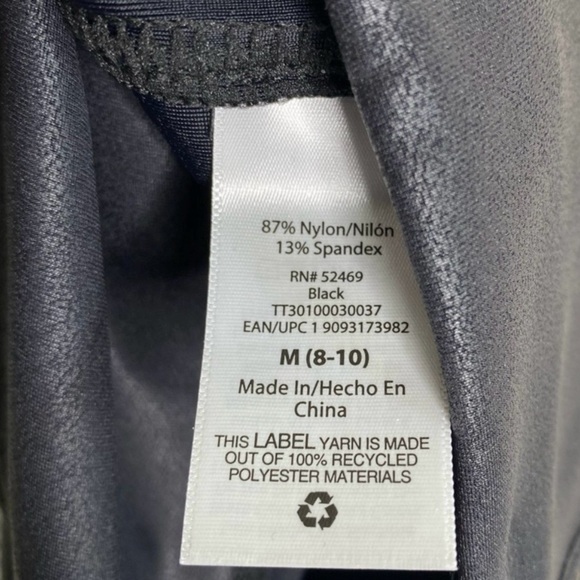 87% Nylon/Nilón
13% Spandex
RN# 52469
Black
TT30100030037
EAN/UPC 1 9093173982
M (8-10)
Made In/Hecho En
China
THIS LABEL YARN IS MADE
OUT OF 100% RECYCLED
POLYESTER MATERIALS